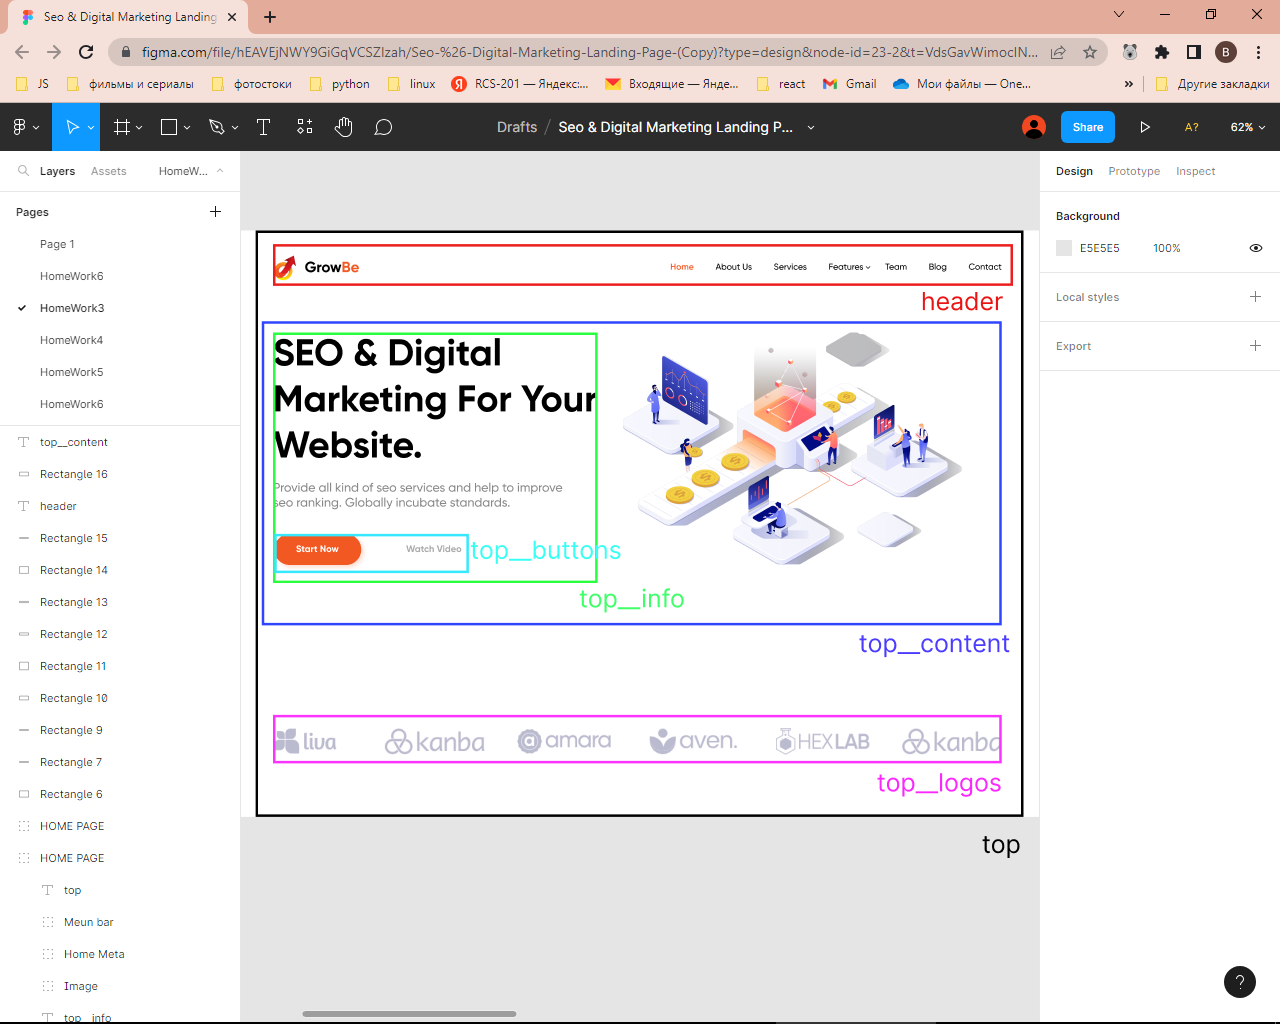 Seo & Digital Marketing Landing
figma.com/file/hEAVEjNWY9GiGqVCSZIzah/Seo-%26-Digital-Marketing-Landing-Page-(Copy)?type=design&node-id=23-2&t=VdsGavWimocIN...
B
JS
фильмы и сериалы
фотостоки
python
linux
Я RCS-201 — Яндекс:...
Входящие — Янде...
react
Gmail
Мои файлы — One...
»
Другие закладки
Drafts / Seo & Digital Marketing Landing P...
Share
A?
62%
Layers
Assets
HomeW...
Design
Prototype
Inspect
Pages
Page 1
HomeWork6
HomeWork3
HomeWork4
HomeWork5
HomeWork6
top__content
Rectangle 16
header
Rectangle 15
Rectangle 14
Rectangle 13
Rectangle 12
Rectangle 11
Rectangle 10
Rectangle 9
Rectangle 7
Rectangle 6
HOME PAGE
HOME PAGE
top
Meun bar
Home Meta
Image
top__info
GrowBe
Home
About Us
Services
Features
Team
Blog
Contact
header
SEO & Digital
Marketing For Your
Website.
Provide all kind of seo services and help to improve
seo ranking. Globally incubate standards.
Start Now
Watch Video
top__buttons
top__info
top__content
liva
kanba
amara
aven.
HEXLAB
kanba
top__logos
top
Background
E5E5E5
100%
Local styles
Export
?